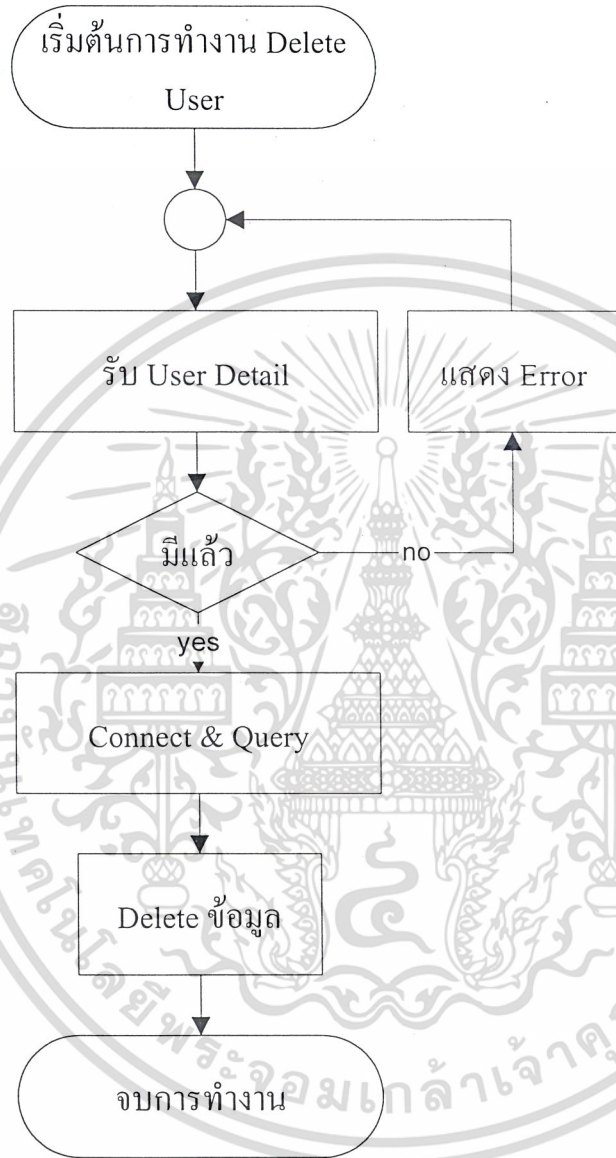 เริ่มต้นการทำงาน Delete
User
รับ User Detail
แสดง Error
มีแล้ว
no
yes
Connect & Query
Delete ข้อมูล
จบการทำงาน